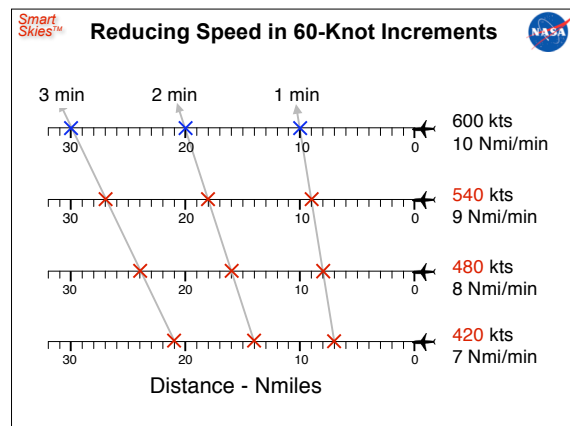 Smart
Skies™
Reducing Speed in 60-Knot Increments
NASA
3 min 2 min 1 min
600 kts
10 Nmi/min
30 20 10 0
540 kts
9 Nmi/min
30 20 10 0
480 kts
8 Nmi/min
30 20 10 0
420 kts
7 Nmi/min
30 20 10 0
Distance - Nmiles